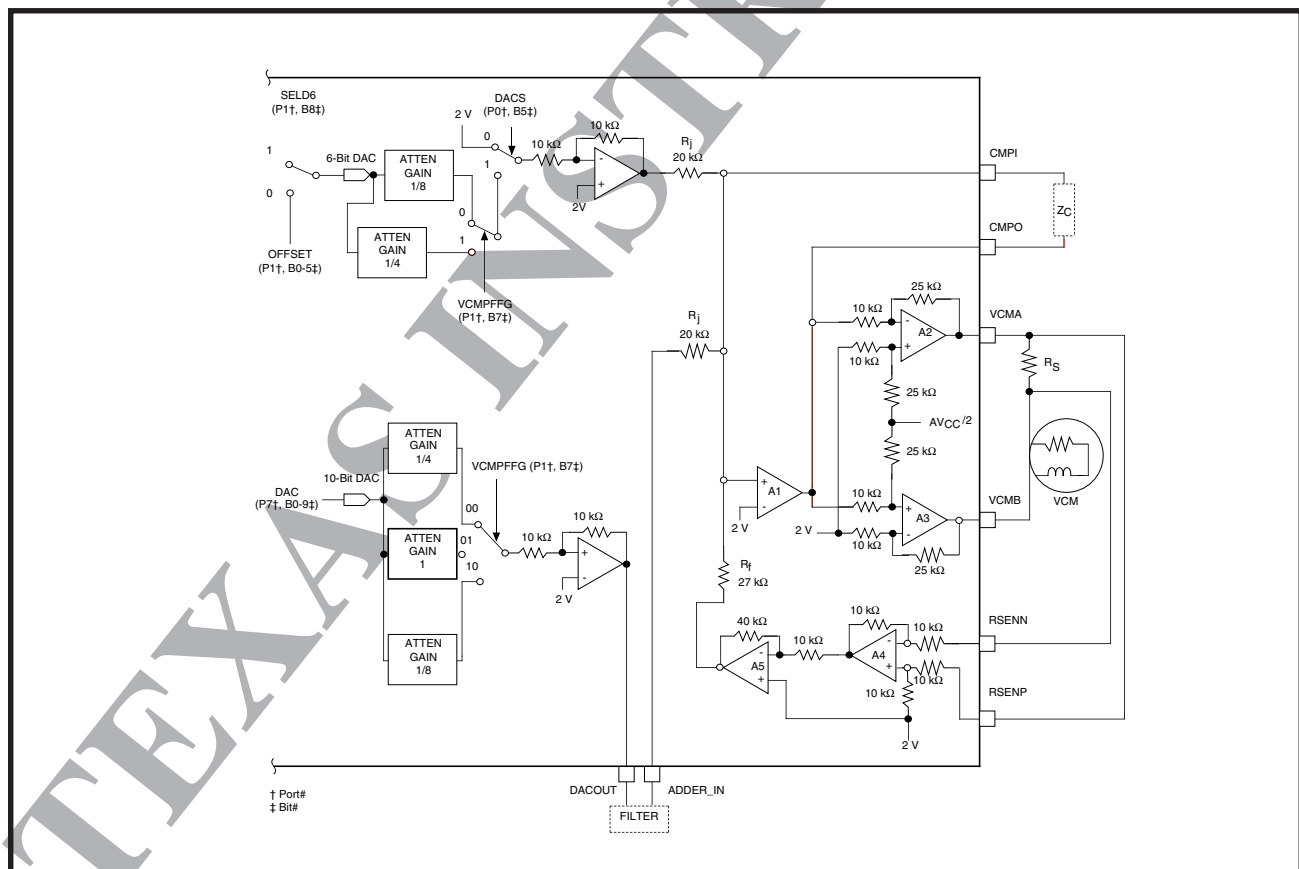 SELD6
(P1†, B8‡)
DACS
(P0†, B5‡)
2 V
0
10 kΩ
10 kΩ
Rj
20 kΩ
CMPI
1
6-Bit DAC
ATTEN
GAIN
1/8
1
-
+
2V
0
0
ZC
CMPO
OFFSET
(P1†, B0-5‡)
ATTEN
GAIN
1/4
1
VCMPFFG
(P1†, B7‡)
25 kΩ
10 kΩ
-
A2
+
VCMA
Rj
20 kΩ
10 kΩ
RS
25 kΩ
AVCC/2
25 kΩ
VCM
ATTEN
GAIN
1/4
VCMPFFG (P1†, B7‡)
10-Bit DAC
DAC
(P7†, B0-9‡)
00
10 kΩ
10 kΩ
ATTEN
GAIN
1
01
10
+
-
2 V
+
A1
-
2 V
10 kΩ
+
A3
-
VCMB
2 V
10 kΩ
25 kΩ
Rf
27 kΩ
ATTEN
GAIN
1/8
40 kΩ
-
A5
+
10 kΩ
10 kΩ
-
A4
+
10 kΩ
RSENN
10 kΩ
10 kΩ
RSENP
2 V
† Port#
‡ Bit#
DACOUT
ADDER_IN
FILTER
TEXAS INSTR